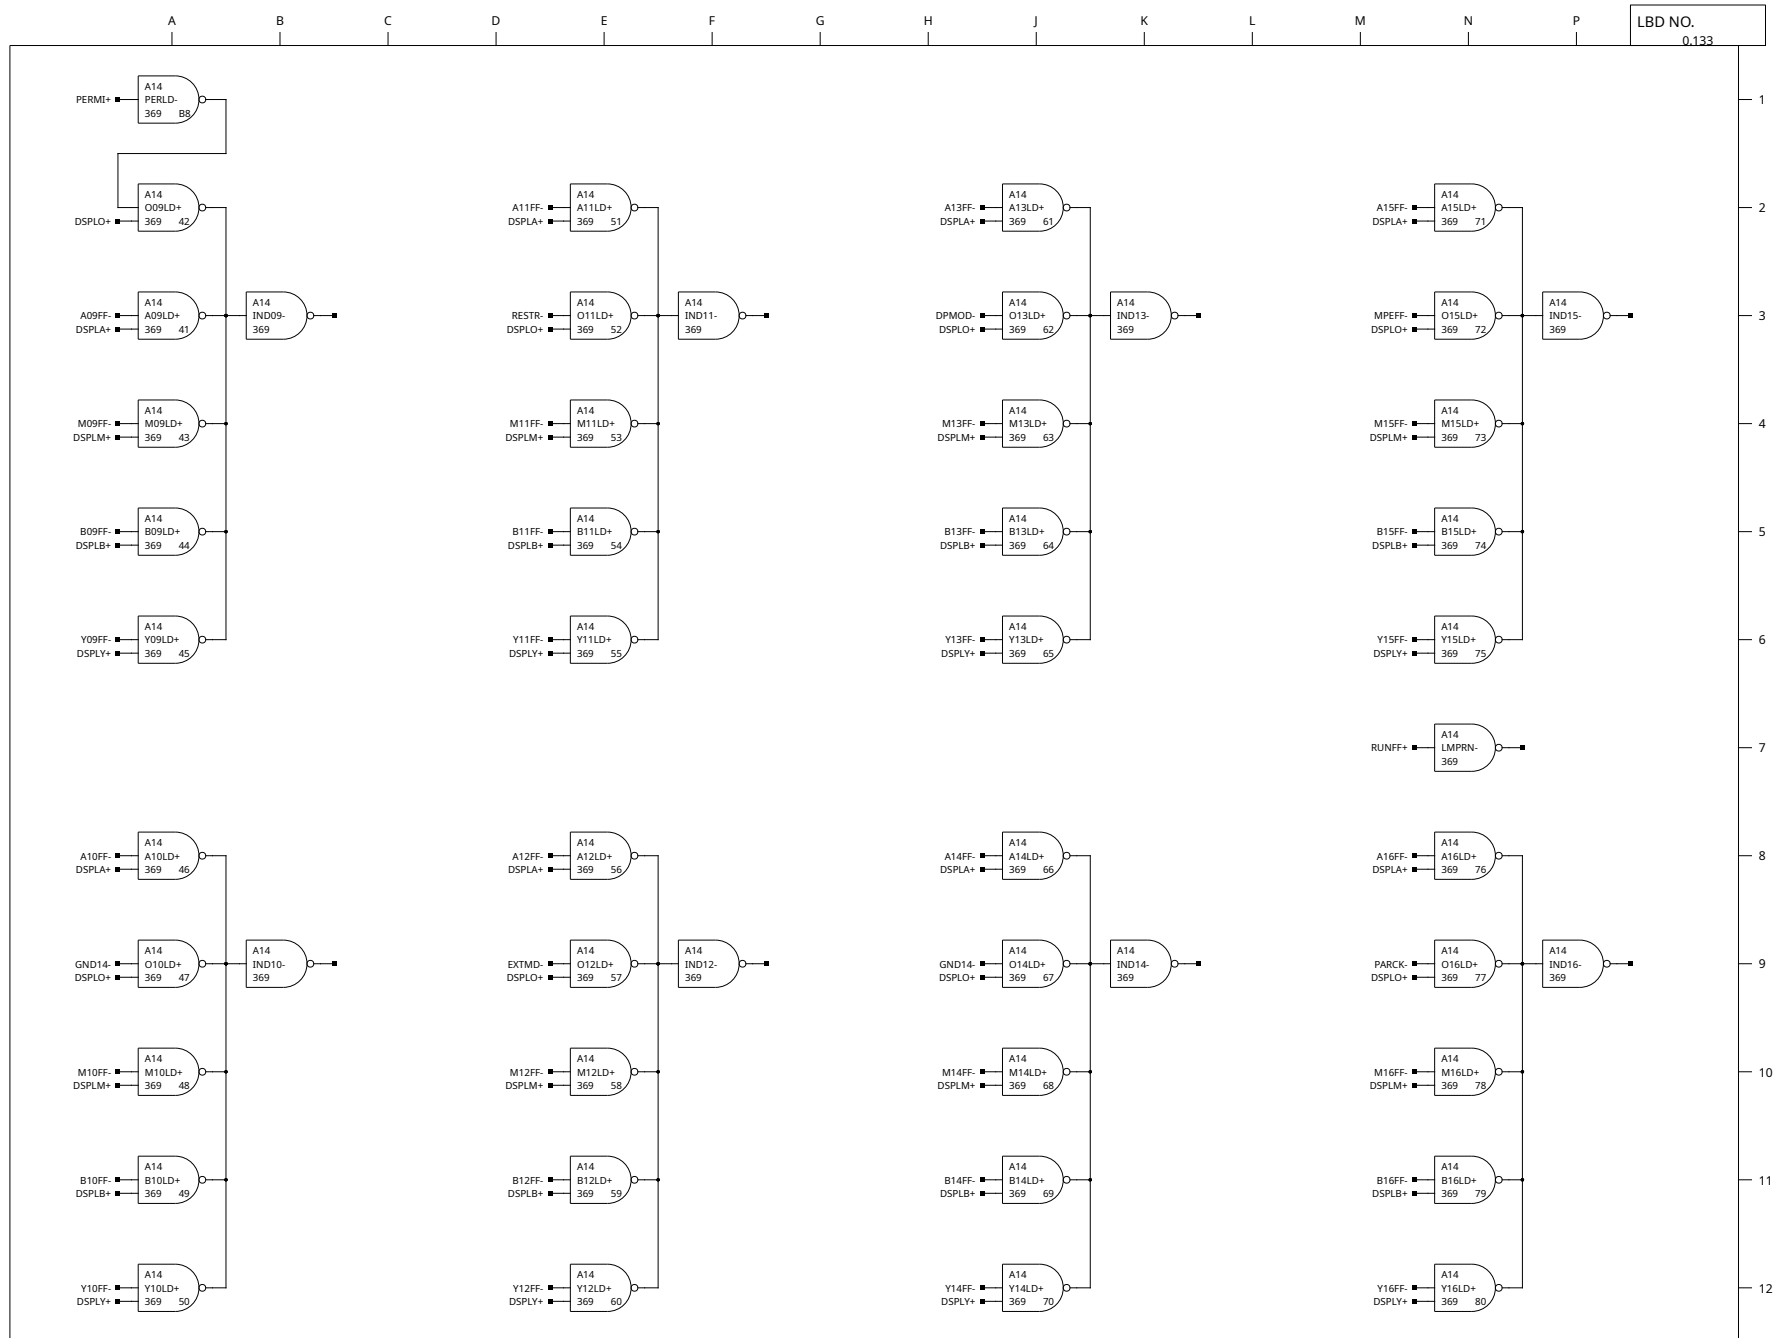 A B C D E F G H J K L M N P
LBD NO.
0.133
PERMI+
A14
PERLD-
369 B8
1
DSPLO+
A14
O09LD+
369 42
A11FF-
DSPLA+
A14
A11LD+
369 51
A13FF-
DSPLA+
A14
A13LD+
369 61
A15FF-
DSPLA+
A14
A15LD+
369 71
2
A09FF-
DSPLA+
A14
A09LD+
369 41
A14
IND09-
369
RESTR-
DSPLO+
A14
O11LD+
369 52
A14
IND11-
369
DPMOD-
DSPLO+
A14
O13LD+
369 62
A14
IND13-
369
MPEFF-
DSPLO+
A14
O15LD+
369 72
A14
IND15-
369
3
M09FF-
DSPLM+
A14
M09LD+
369 43
M11FF-
DSPLM+
A14
M11LD+
369 53
M13FF-
DSPLM+
A14
M13LD+
369 63
M15FF-
DSPLM+
A14
M15LD+
369 73
4
B09FF-
DSPLB+
A14
B09LD+
369 44
B11FF-
DSPLB+
A14
B11LD+
369 54
B13FF-
DSPLB+
A14
B13LD+
369 64
B15FF-
DSPLB+
A14
B15LD+
369 74
5
Y09FF-
DSPLY+
A14
Y09LD+
369 45
Y11FF-
DSPLY+
A14
Y11LD+
369 55
Y13FF-
DSPLY+
A14
Y13LD+
369 65
Y15FF-
DSPLY+
A14
Y15LD+
369 75
6
RUNFF+
A14
LMPRN-
369
7
A10FF-
DSPLA+
A14
A10LD+
369 46
A12FF-
DSPLA+
A14
A12LD+
369 56
A14FF-
DSPLA+
A14
A14LD+
369 66
A16FF-
DSPLA+
A14
A16LD+
369 76
8
GND14-
DSPLO+
A14
O10LD+
369 47
A14
IND10-
369
EXTMD-
DSPLO+
A14
O12LD+
369 57
A14
IND12-
369
GND14-
DSPLO+
A14
O14LD+
369 67
A14
IND14-
369
PARCK-
DSPLO+
A14
O16LD+
369 77
A14
IND16-
369
9
M10FF-
DSPLM+
A14
M10LD+
369 48
M12FF-
DSPLM+
A14
M12LD+
369 58
M14FF-
DSPLM+
A14
M14LD+
369 68
M16FF-
DSPLM+
A14
M16LD+
369 78
10
B10FF-
DSPLB+
A14
B10LD+
369 49
B12FF-
DSPLB+
A14
B12LD+
369 59
B14FF-
DSPLB+
A14
B14LD+
369 69
B16FF-
DSPLB+
A14
B16LD+
369 79
11
Y10FF-
DSPLY+
A14
Y10LD+
369 50
Y12FF-
DSPLY+
A14
Y12LD+
369 60
Y14FF-
DSPLY+
A14
Y14LD+
369 70
Y16FF-
DSPLY+
A14
Y16LD+
369 80
12